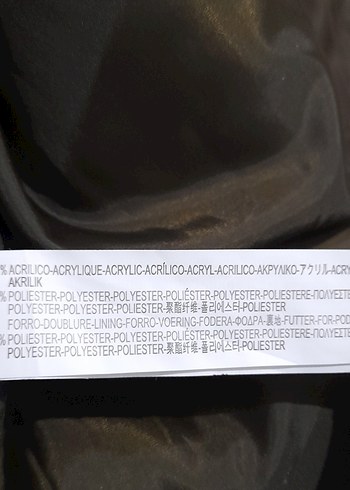 % ACRILICO-ACRYLIQUE-ACRYLIC-ACRÍLICO-ACRYL-ACRILICO-ΑΚΡΥΛΙΚΟ-アクリル-ACRY
AKRILIK
% POLIESTER-POLYESTER-POLYESTER-POLIÉSTER-POLYESTER-POLIESTERE-ΠΟΛΥΕΣΤΕ
POLYESTER-POLYESTER-POLIESTER-聚酯纤维-폴리에스터-POLIESTER
FORRO-DOUBLURE-LINING-FORRO-VOERING-FODERA-ΦΟΔΡΑ-裏地-FUTTER-FOR-POD
% POLIESTER-POLYESTER-POLYESTER-POLIÉSTER-POLYESTER-POLIESTERE-ΠΟΛΥΕΣΤΕ
POLYESTER-POLYESTER-POLIESTER-聚酯纤维-폴리에스터-POLIESTER